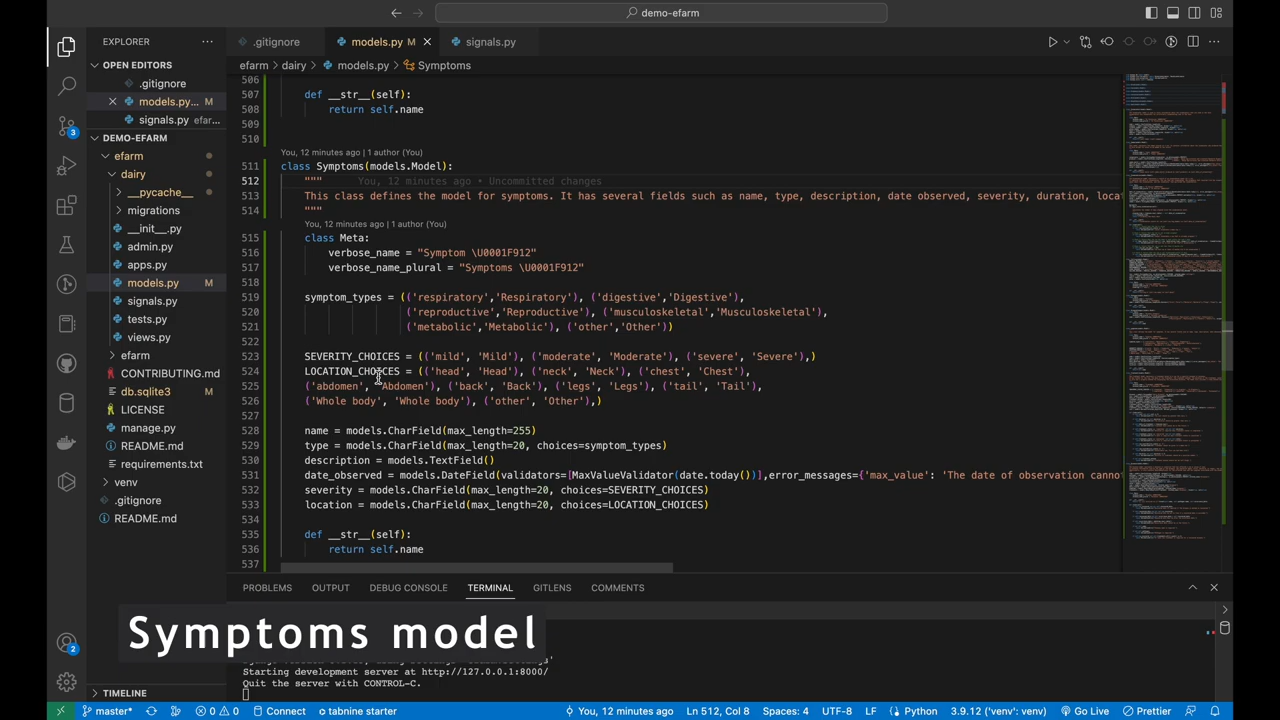 demo-efarm
EXPLORER
OPEN EDITORS
.gitignore
models.py... M
signals.py efar...
DEMO-EFARM
efarm
dairy
__pycache__
migrations
__init__.py
admin.py
apps.py
models.py M
signals.py
tests.py
views.py
efarm
CONTRIBUTING.md
db.sqlite3 M
LICENSE
manage.py
README.md
requirements.txt
venv
.gitignore
README.md
TIMELINE
.gitignore
models.py M
signals.py
efarm > dairy > models.py > Symptoms
506
507 def __str__(self):
508 return self.name
509
510
You, 12 minutes ago | 1 author (You)
511 class Symptoms(models.Model):
512 """ You, 12 minutes ago • Uncommitted changes
513 This class defines symptoms. It has several fields such as name, type, description, date observed, severity, duration, loca
514 """
You, 12 minutes ago | 1 author
515 class Meta:
516 verbose_name = "Symptom \U0001F912"
517 verbose_name_plural = "Symptoms \U0001F912"
518
519 symptom_types = (('respiratory','Respiratory'), ('digestive','Digestive'),
520 ('reproductive','Reproductive'), ('musculoskeletal','Musculoskeletal'),
521 ('metabolic','Metabolic'), ('other','Other'))
522
523 SEVERITY_CHOICES = (('mild', 'Mild'), ('moderate', 'Moderate'), ('severe', 'Severe'),)
524 LOCATION_CHOICES = (('head', 'Head'), ('neck', 'Neck'), ('chest', 'Chest'),
525 ('abdomen', 'Abdomen'), ('back', 'Back'), ('legs', 'Legs'), ('tail', 'Tail'),
526 ('Whole body', 'Whole body'), ('other', 'Other'),)
527
528 name = models.CharField(max_length=255)
529 type = models.CharField(max_length=20, choices=symptom_types)
530 description = models.TextField(
531 date_observed = models.DateField(validators=[MaxValueValidator(date.today())],error_messages={'max_value': 'The date of observation canno
532 severity = models.CharField(max_length=20, choices=SEVERITY_CHOICES)
533 location = models.CharField(max_length=20, choices=LOCATION_CHOICES)
534
535 def __str__(self):
536 return self.name
537
PROBLEMS OUTPUT DEBUG CONSOLE TERMINAL GITLENS COMMENTS
Symptoms model
Starting development server at http://127.0.0.1:8000/
Quit the server with CONTROL-C.
3
2
master* 0 0 Connect tabnine starter You, 12 minutes ago Ln 512, Col 8 Spaces: 4 UTF-8 LF Python 3.9.12 ('venv': venv) Go Live Prettier